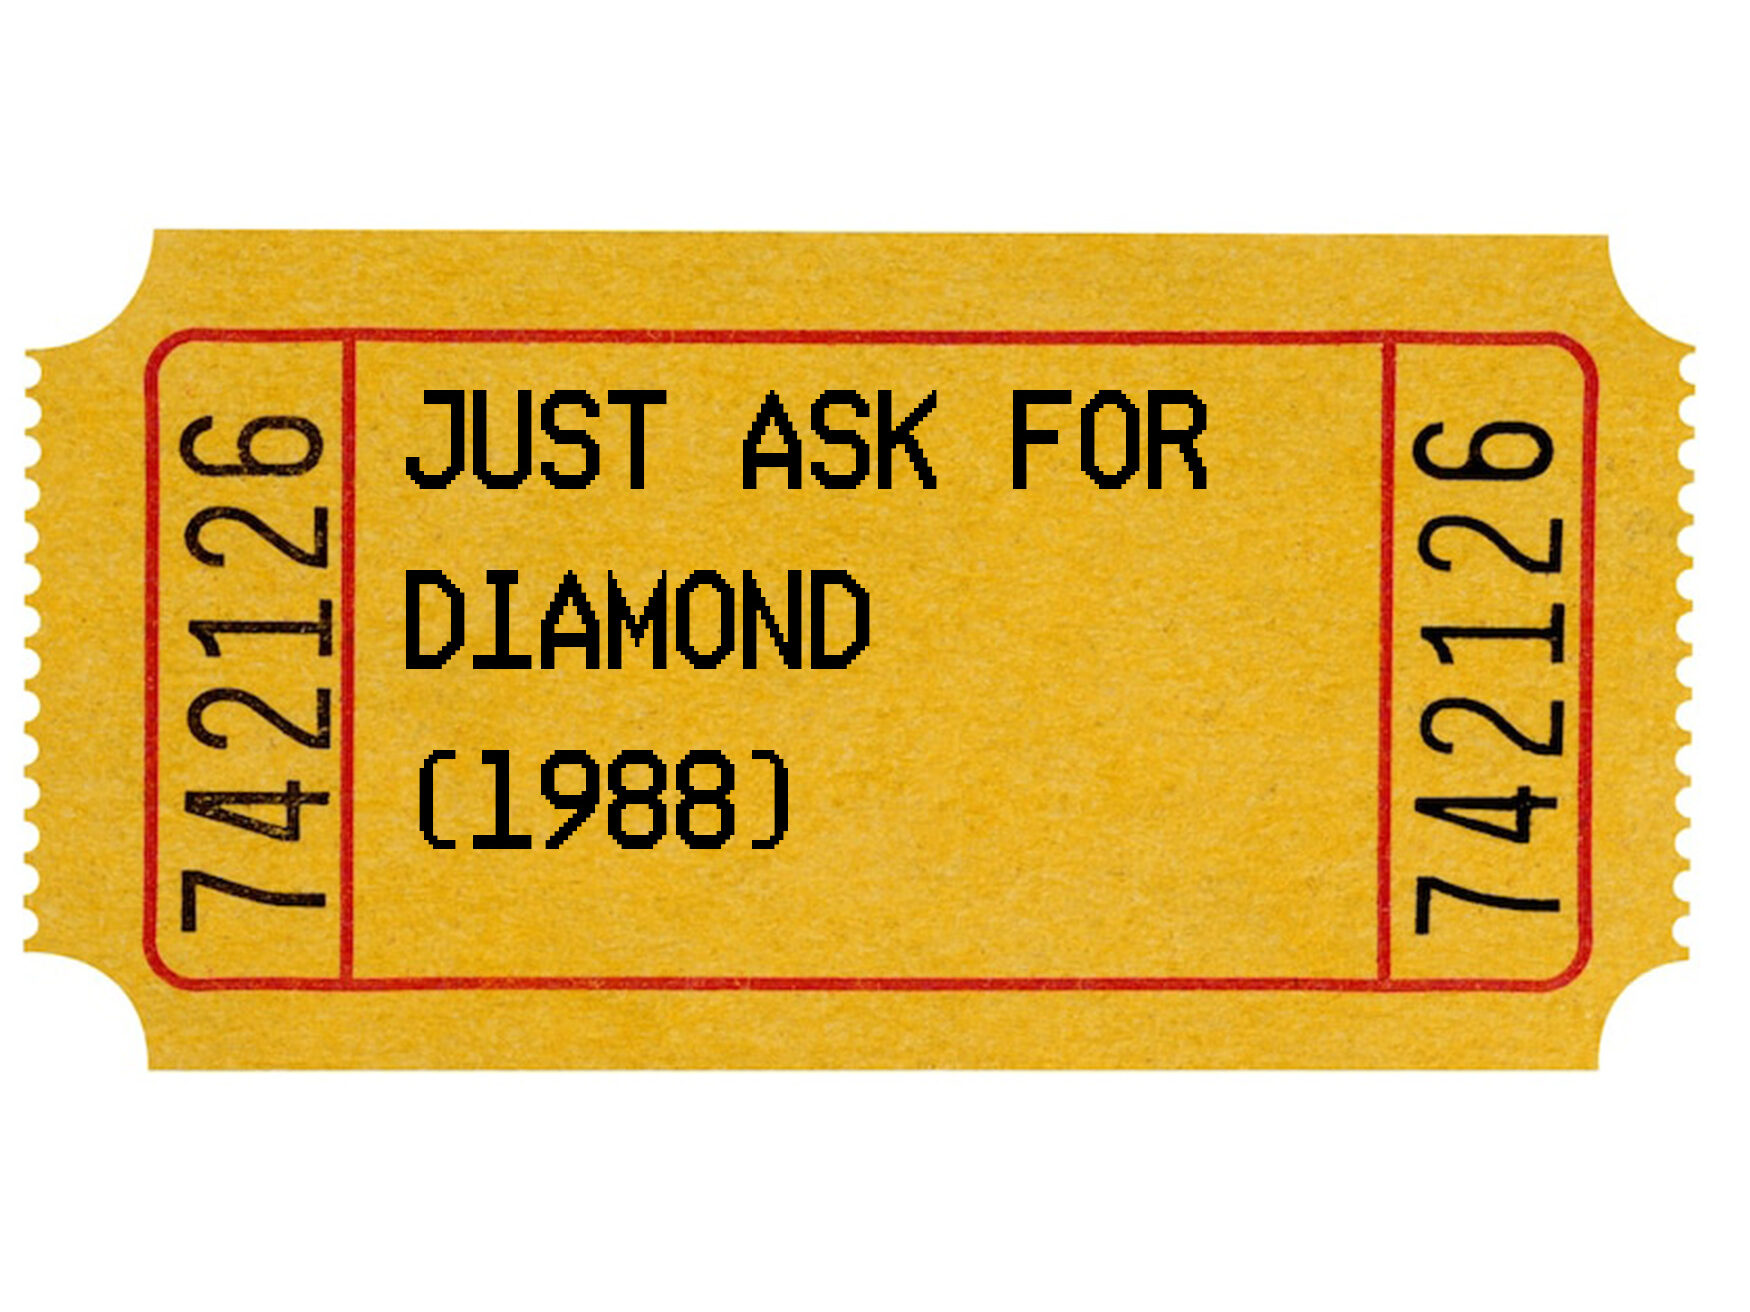 742126
JUST ASK FOR
DIAMOND
(1988)
742126